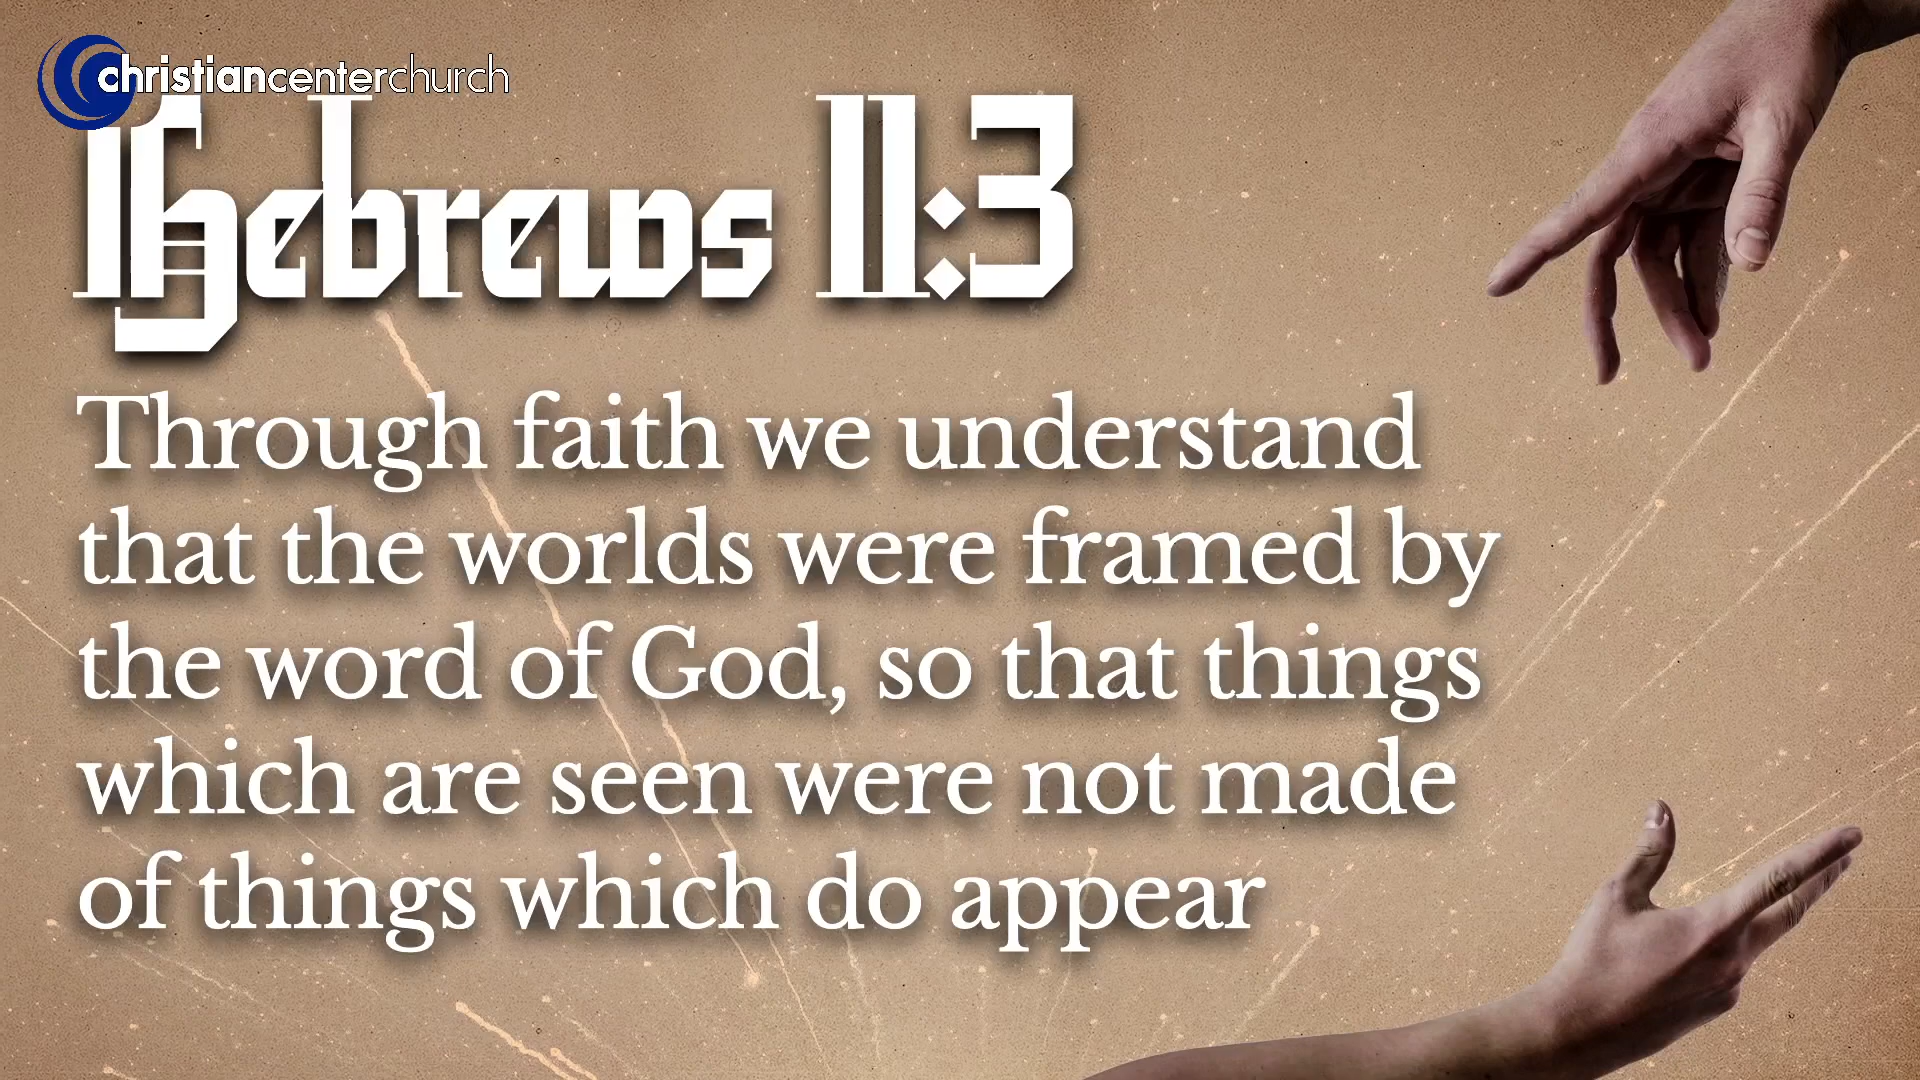 christiancenterchurch
Hebrews 11:3
Through faith we understand
that the worlds were framed by
the word of God, so that things
which are seen were not made
of things which do appear